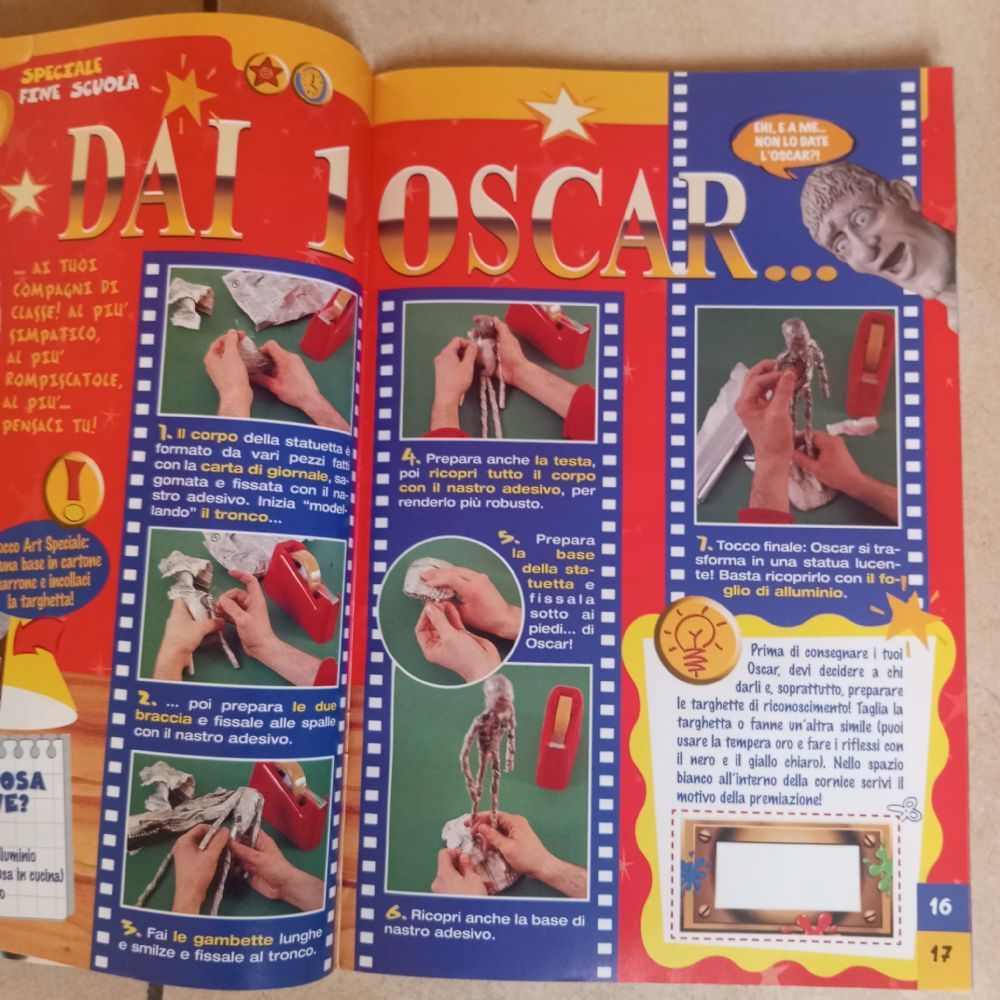 SPECIALE
FINE SCUOLA
DAI 1 OSCAR...
EHI, E A ME...
NON LO DATE
L'OSCAR?!
... AI TUOI
COMPAGNI DI
CLASSE! AL PIU'
SIMPATICO,
AL PIU'
ROMPISCATOLE,
AL PIU'...
PENSACI TU!
Art Speciale:
una base in cartone
e incollaci
la targhetta!
alluminio
in cucina)
1. Il corpo della statuetta è
formato da vari pezzi fatti
con la carta di giornale, sa-
gomata e fissata con il na-
stro adesivo. Inizia "model-
lando" il tronco...
2. ... poi prepara le due
braccia e fissale alle spalle
con il nastro adesivo.
3. Fai le gambette lunghe
e smilze e fissale al tronco.
4. Prepara anche la testa,
poi ricopri tutto il corpo
con il nastro adesivo, per
renderlo più robusto.
5. Prepara
la base
della sta-
tuetta e
fissala
sotto ai
piedi... di
Oscar!
6. Ricopri anche la base di
nastro adesivo.
7. Tocco finale: Oscar si tra-
sforma in una statua lucen-
te! Basta ricoprirlo con il fo-
glio di alluminio.
Prima di consegnare i tuoi
Oscar, devi decidere a chi
darli e, soprattutto, preparare
le targhette di riconoscimento! Taglia la
targhetta o fanne un'altra simile (puoi
usare la tempera oro e fare i riflessi con
il nero e il giallo chiaro). Nello spazio
bianco all'interno della cornice scrivi il
motivo della premiazione!
16
17